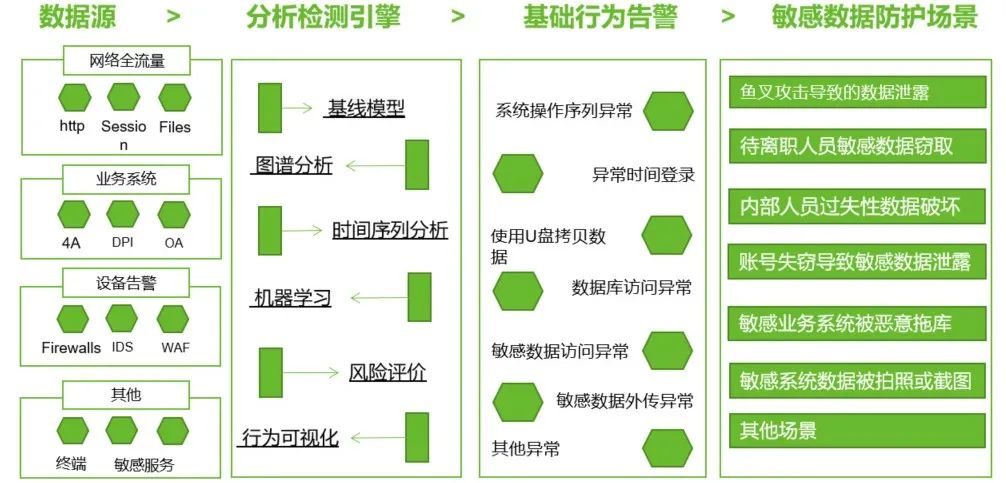 数据源 > 分析检测引擎 > 基础行为告警 > 敏感数据防护场景
网络全流量
http Sessio Files
n
业务系统
4A DPI OA
设备告警
Firewalls IDS WAF
其他
终端 敏感服务
基线模型
图谱分析
时间序列分析
机器学习
风险评价
行为可视化
系统操作序列异常
异常时间登录
使用U盘拷贝数
据
数据库访问异常
敏感数据访问异常
敏感数据外传异常
其他异常
鱼叉攻击导致的数据泄露
待离职人员敏感数据窃取
内部人员过失性数据破坏
账号失窃导致敏感数据泄露
敏感业务系统被恶意拖库
敏感系统数据被拍照或截图
其他场景